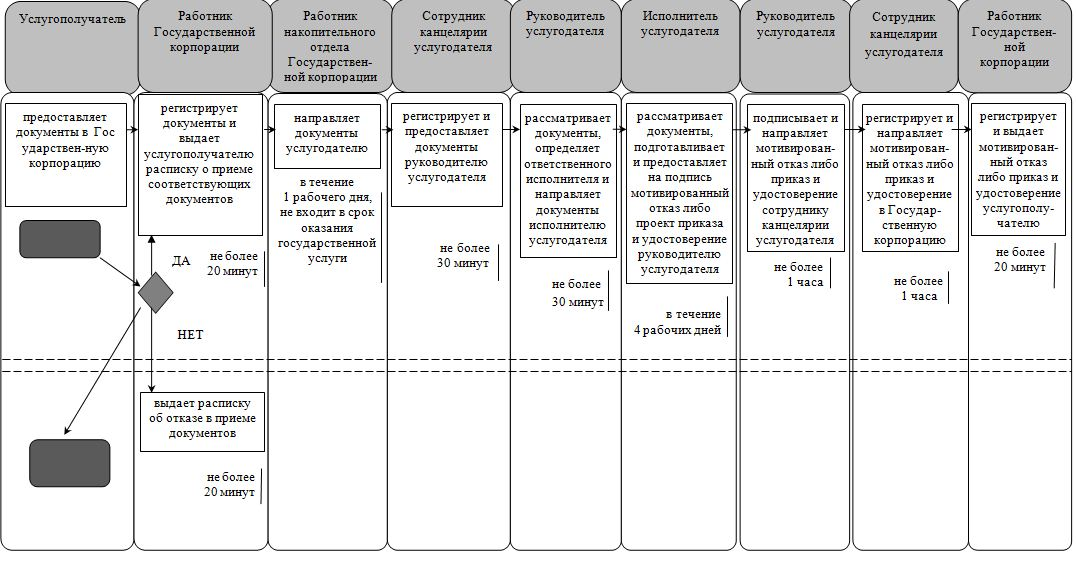 Услугополучатель
Работник
Государственной
корпорации
Работник
накопительного
отдела
Государствен-
ной корпорации
Сотрудник
канцелярии
услугодателя
Руководитель
услугодателя
Исполнитель
услугодателя
Руководитель
услугодателя
Сотрудник
канцелярии
услугодателя
Работник
Государствен-
ной
корпорации
предоставляет
документы в Гос
ударствен-ную
корпорацию
регистрирует
документы и
выдает
услугополучателю
расписку о приеме
соответствующих
документов
направляет
документы
услугодателю
регистрирует и
предоставляет
документы
руководителю
услугодателя
рассматривает
документы,
определяет
ответственного
исполнителя и
направляет
документы
исполнителю
услугодателя
рассматривает
документы,
подготавливает
и предоставляет
на подпись
мотивированный
отказ либо
проект приказа
и удостоверение
руководителю
услугодателя
подписывает и
направляет
мотивирован-
ный отказ либо
приказ и
удостоверение
сотруднику
канцелярии
услугодателя
регистрирует и
направляет
мотивирован-
ный отказ либо
приказ и
удостоверение
в Государ-
ственную
корпорацию
регистрирует
и выдает
мотивирован-
ный отказ
либо приказ и
удостоверение
услугополу-
чателю
ДА
не более
20 минут
в течение
1 рабочего дня,
не входит в срок
оказания
государственной
услуги
не более
30 минут
не более
30 минут
в течение
4 рабочих дней
не более
1 часа
не более
1 часа
не более
20 минут
НЕТ
выдает расписку
об отказе в приеме
документов
не более
20 минут